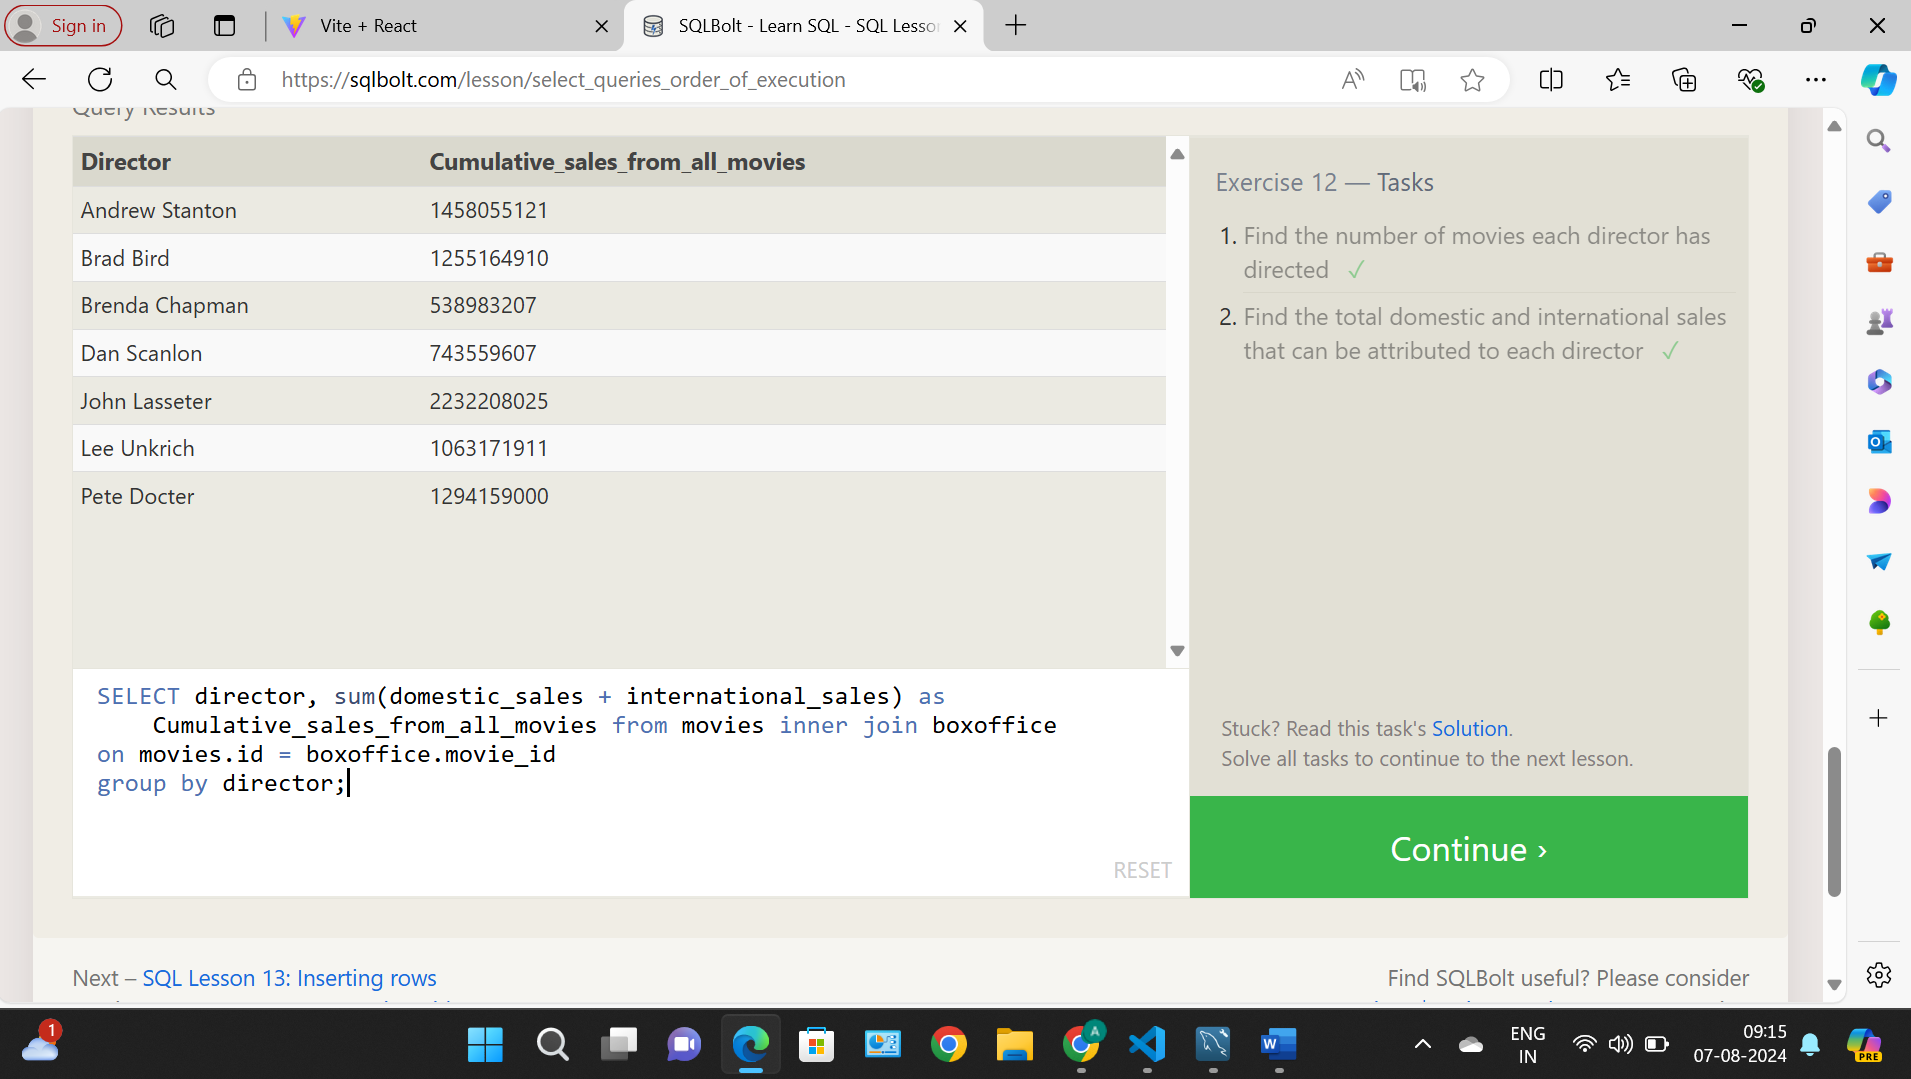 Sign in
Vite + React
SQLBolt - Learn SQL - SQL Lesso
https://sqlbolt.com/lesson/select_queries_order_of_execution
Query Results
Director Cumulative_sales_from_all_movies
Andrew Stanton 1458055121
Brad Bird 1255164910
Brenda Chapman 538983207
Dan Scanlon 743559607
John Lasseter 2232208025
Lee Unkrich 1063171911
Pete Docter 1294159000
SELECT director, sum(domestic_sales + international_sales) as
Cumulative_sales_from_all_movies from movies inner join boxoffice
on movies.id = boxoffice.movie_id
group by director;
RESET
Exercise 12 — Tasks
1. Find the number of movies each director has
directed ✓
2. Find the total domestic and international sales
that can be attributed to each director ✓
Stuck? Read this task's Solution.
Solve all tasks to continue to the next lesson.
Continue ›
Next – SQL Lesson 13: Inserting rows
Find SQLBolt useful? Please consider
1
A
ENG
IN
09:15
07-08-2024
PRE